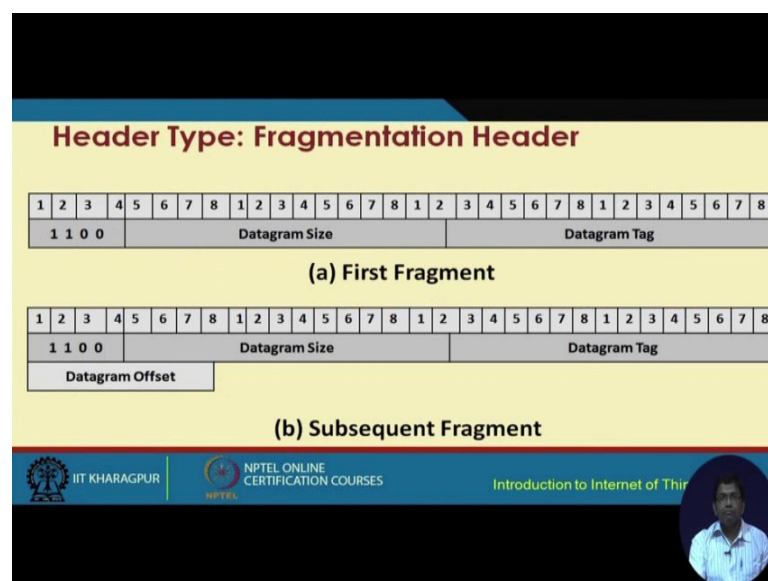 Header Type: Fragmentation Header
1 2 3 4 5 6 7 8 1 2 3 4 5 6 7 8 1 2 3 4 5 6 7 8 1 2 3 4 5 6 7 8
1 1 0 0 Datagram Size Datagram Tag
(a) First Fragment
1 2 3 4 5 6 7 8 1 2 3 4 5 6 7 8 1 2 3 4 5 6 7 8 1 2 3 4 5 6 7 8
1 1 0 0 Datagram Size Datagram Tag
Datagram Offset
(b) Subsequent Fragment
IIT KHARAGPUR
NPTEL
NPTEL ONLINE
CERTIFICATION COURSES
Introduction to Internet of Thin